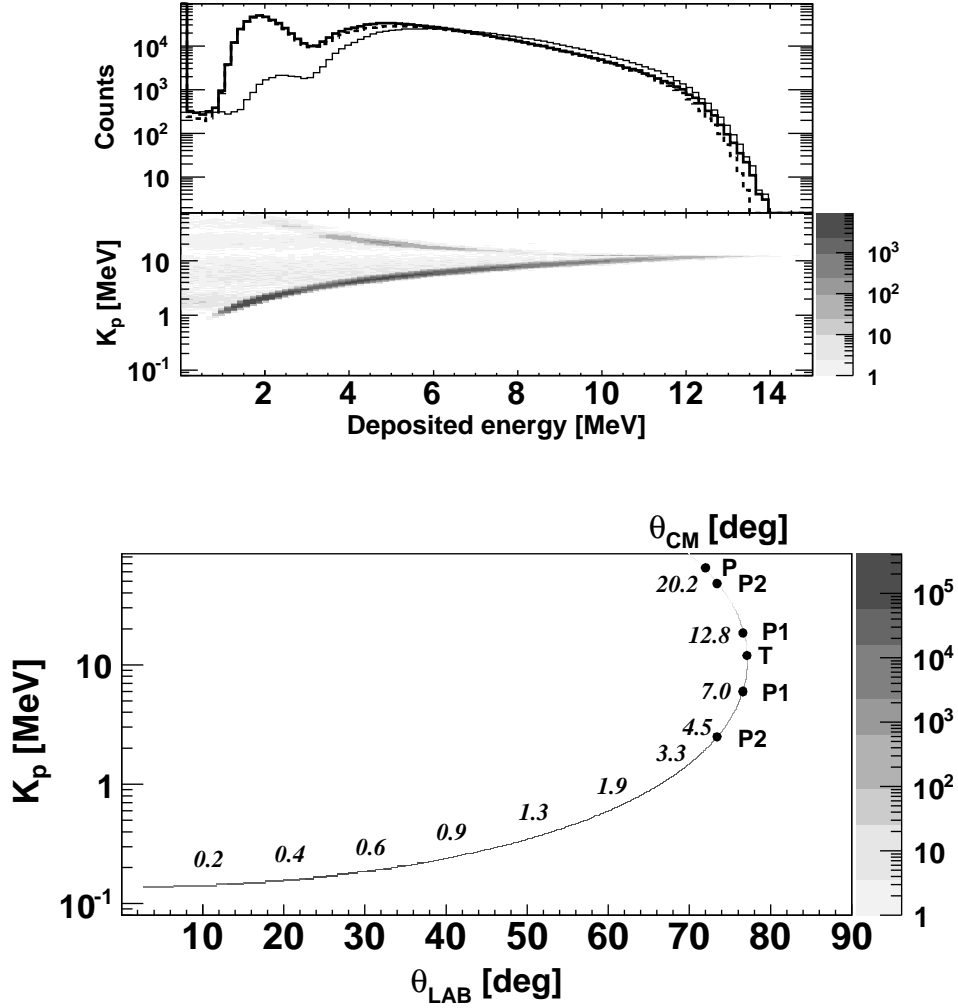 10⁴
10³
10²
10
Counts
10
1
10⁻¹
K_p [MeV]
10³
10²
10
1
2 4 6 8 10 12 14
Deposited energy [MeV]
θ_CM [deg]
P
20.2 P2
12.8 P1
T
7.0 P1
4.5 P2
3.3
1.9
1.3
0.9
0.6
0.4
0.2
10
1
10⁻¹
K_p [MeV]
10⁵
10⁴
10³
10²
10
1
10 20 30 40 50 60 70 80 90
θ_LAB [deg]